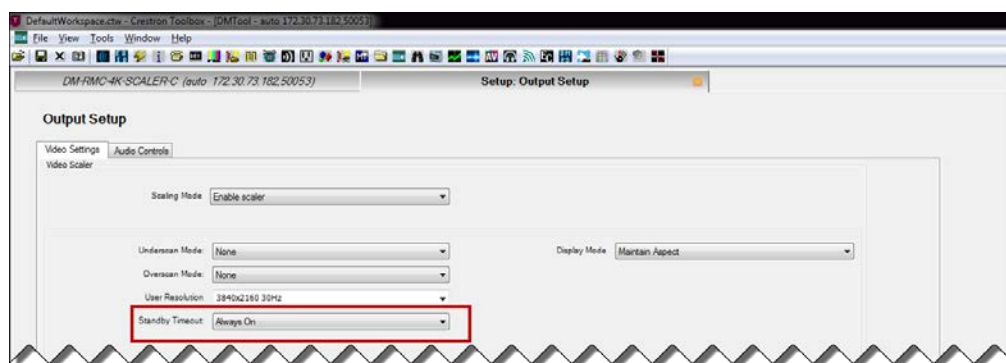 DefaultWorkspace.ctw - Crestron Toolbox - [DMTool - auto 172.30.73.182,50053]
File View Tools Window Help
DM-RMC-4K-SCALER-C (auto 172.30.73.182,50053) Setup: Output Setup
Output Setup
Video Settings Audio Controls
Video Scaler
Scaling Mode Enable scaler
Underscan Mode: None Display Mode Maintain Aspect
Overscan Mode: None
User Resolution 3840x2160 30Hz
Standby Timeout: Always On